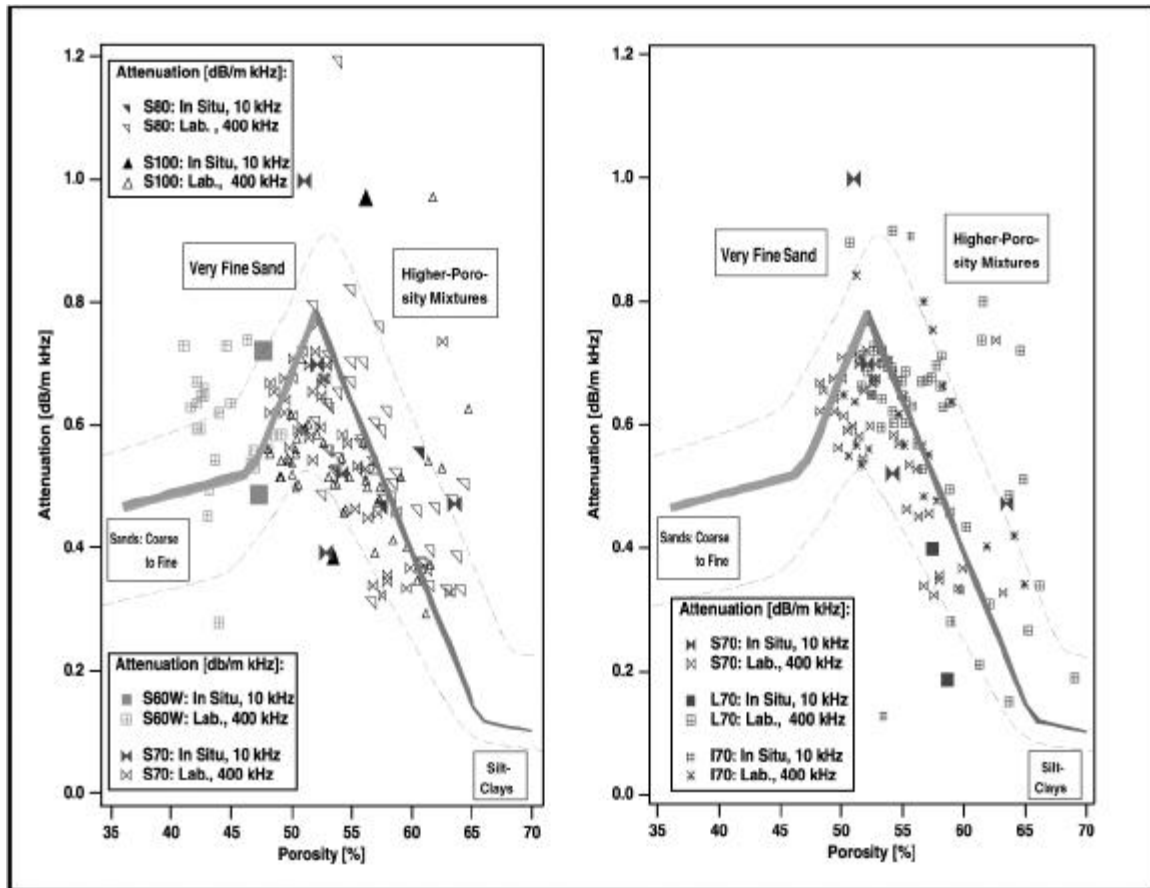 1.2
1.0
0.8
0.6
0.4
0.2
0.0
Attenuation [dB/m kHz]
Attenuation [dB/m kHz]:
S80: In Situ, 10 kHz
S80: Lab. , 400 kHz
S100: In Situ, 10 kHz
S100: Lab., 400 kHz
Very Fine Sand
Higher-Poro-
sity Mixtures
Sands: Coarse
to Fine
Attenuation [db/m kHz]:
S60W: In Situ, 10 kHz
S60W: Lab., 400 kHz
S70: In Situ, 10 kHz
S70: Lab., 400 kHz
Silt-
Clays
35 40 45 50 55 60 65 70
Porosity [%]
1.2
1.0
0.8
0.6
0.4
0.2
0.0
Attenuation [dB/m kHz]
Very Fine Sand
Higher-Poro-
sity Mixtures
Sands: Coarse
to Fine
Attenuation [dB/m kHz]:
S70: In Situ, 10 kHz
S70: Lab., 400 kHz
L70: In Situ, 10 kHz
L70: Lab., 400 kHz
I70: In Situ, 10 kHz
I70: Lab., 400 kHz
Silt-
Clays
35 40 45 50 55 60 65 70
Porosity [%]